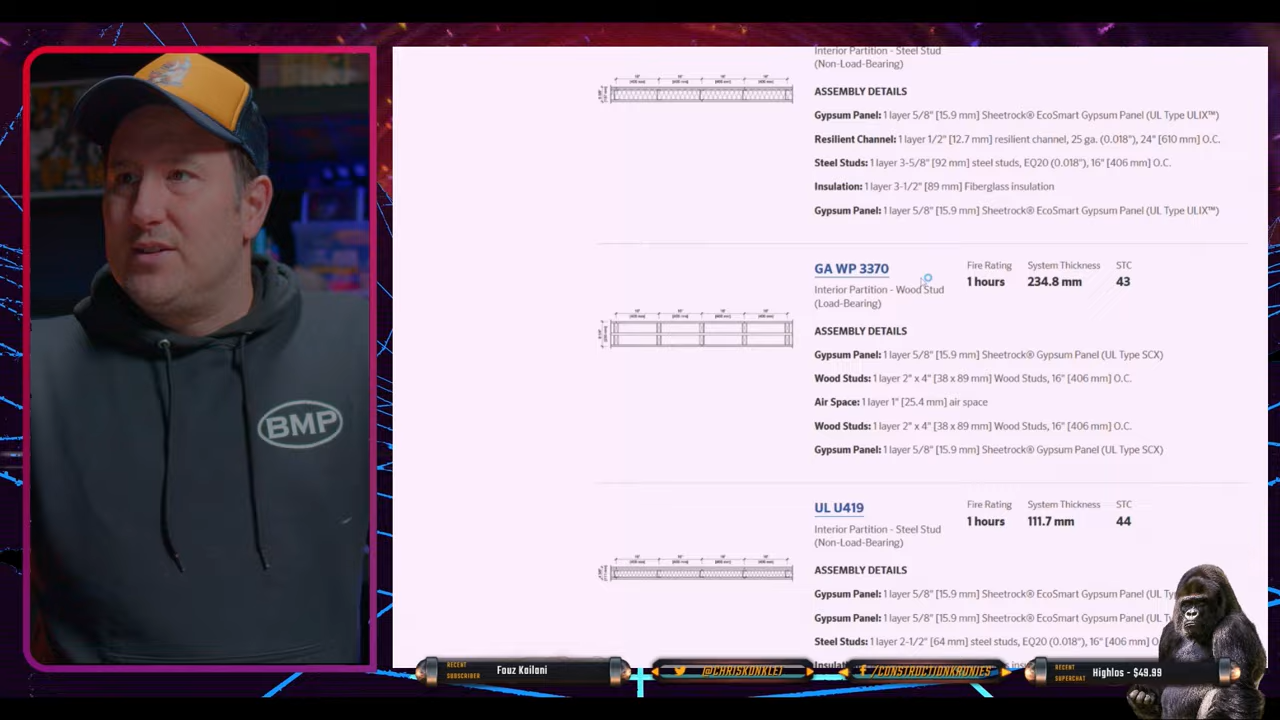 Interior Partition - Steel Stud
(Non-Load-Bearing)
ASSEMBLY DETAILS
Gypsum Panel: 1 layer 5/8" [15.9 mm] Sheetrock® EcoSmart Gypsum Panel (UL Type ULIX™)
Resilient Channel: 1 layer 1/2" [12.7 mm] resilient channel, 25 ga. (0.018"), 24" [610 mm] O.C.
Steel Studs: 1 layer 3-5/8" [92 mm] steel studs, EQ20 (0.018"), 16" [406 mm] O.C.
Insulation: 1 layer 3-1/2" [89 mm] Fiberglass insulation
Gypsum Panel: 1 layer 5/8" [15.9 mm] Sheetrock® EcoSmart Gypsum Panel (UL Type ULIX™)
GA WP 3370
Interior Partition - Wood Stud
(Load-Bearing)
Fire Rating System Thickness STC
1 hours 234.8 mm 43
ASSEMBLY DETAILS
Gypsum Panel: 1 layer 5/8" [15.9 mm] Sheetrock® Gypsum Panel (UL Type SCX)
Wood Studs: 1 layer 2" x 4" [38 x 89 mm] Wood Studs, 16" [406 mm] O.C.
Air Space: 1 layer 1" [25.4 mm] air space
Wood Studs: 1 layer 2" x 4" [38 x 89 mm] Wood Studs, 16" [406 mm] O.C.
Gypsum Panel: 1 layer 5/8" [15.9 mm] Sheetrock® Gypsum Panel (UL Type SCX)
UL U419
Interior Partition - Steel Stud
(Non-Load-Bearing)
Fire Rating System Thickness STC
1 hours 111.7 mm 44
ASSEMBLY DETAILS
Gypsum Panel: 1 layer 5/8" [15.9 mm] Sheetrock® EcoSmart Gypsum Panel (UL
Gypsum Panel: 1 layer 5/8" [15.9 mm] Sheetrock® EcoSmart Gypsum Panel (UL
Steel Studs: 1 layer 2-1/2" [64 mm] steel studs, EQ20 (0.018"), 16" [406 mm]
BMP
RECENT
SUBSCRIBER
Fouz Kailani
@CHRISKONKLE1
/CONSTRUCTIONKRONIES
RECENT
SUPERCHAT
Highlos - $49.99